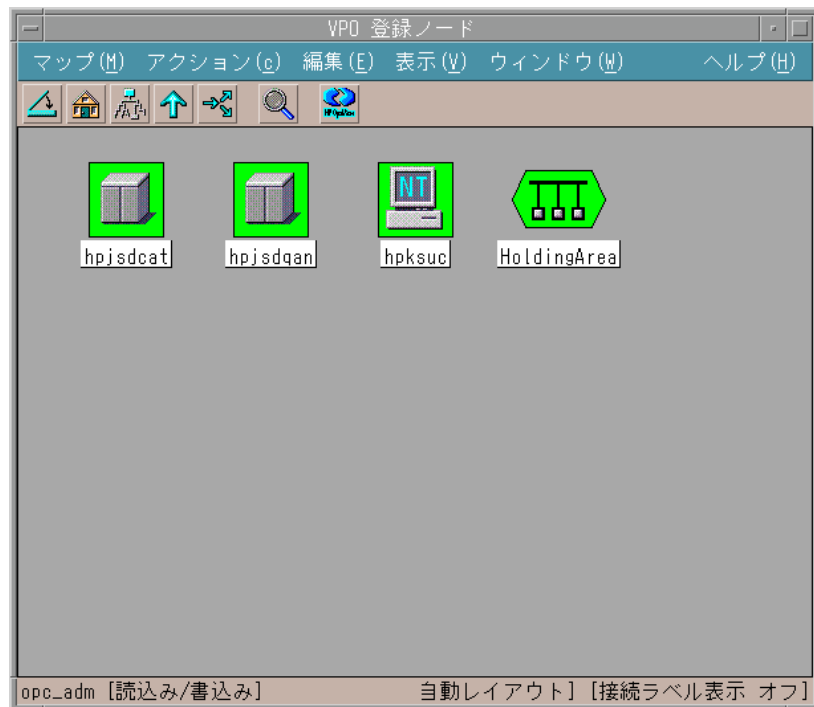 VPO 登録ノード
マップ(M) アクション(c) 編集(E) 表示(V) ウィンドウ(W) ヘルプ(H)
HP OpenView
NT
hpjsdcat hpjsdqan hpksuc HoldingArea
opc_adm [読込み/書込み] 自動レイアウト] [接続ラベル表示 オフ]